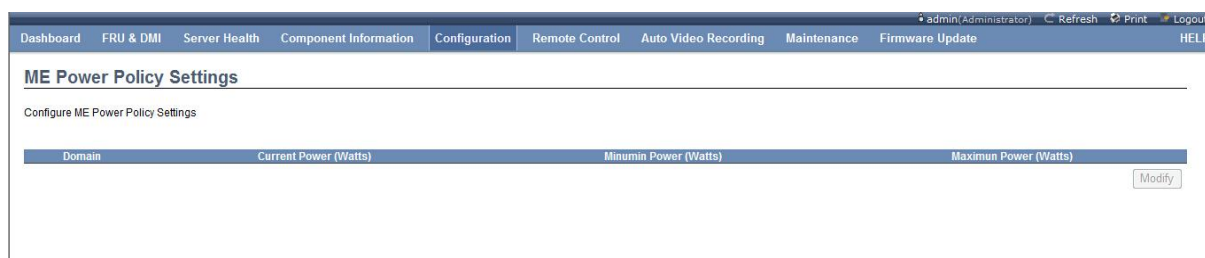 admin(Administrator) Refresh Print Logout
Dashboard FRU & DMI Server Health Component Information Configuration Remote Control Auto Video Recording Maintenance Firmware Update HELP
ME Power Policy Settings
Configure ME Power Policy Settings
Domain Current Power (Watts) Minumin Power (Watts) Maximun Power (Watts)
Modify